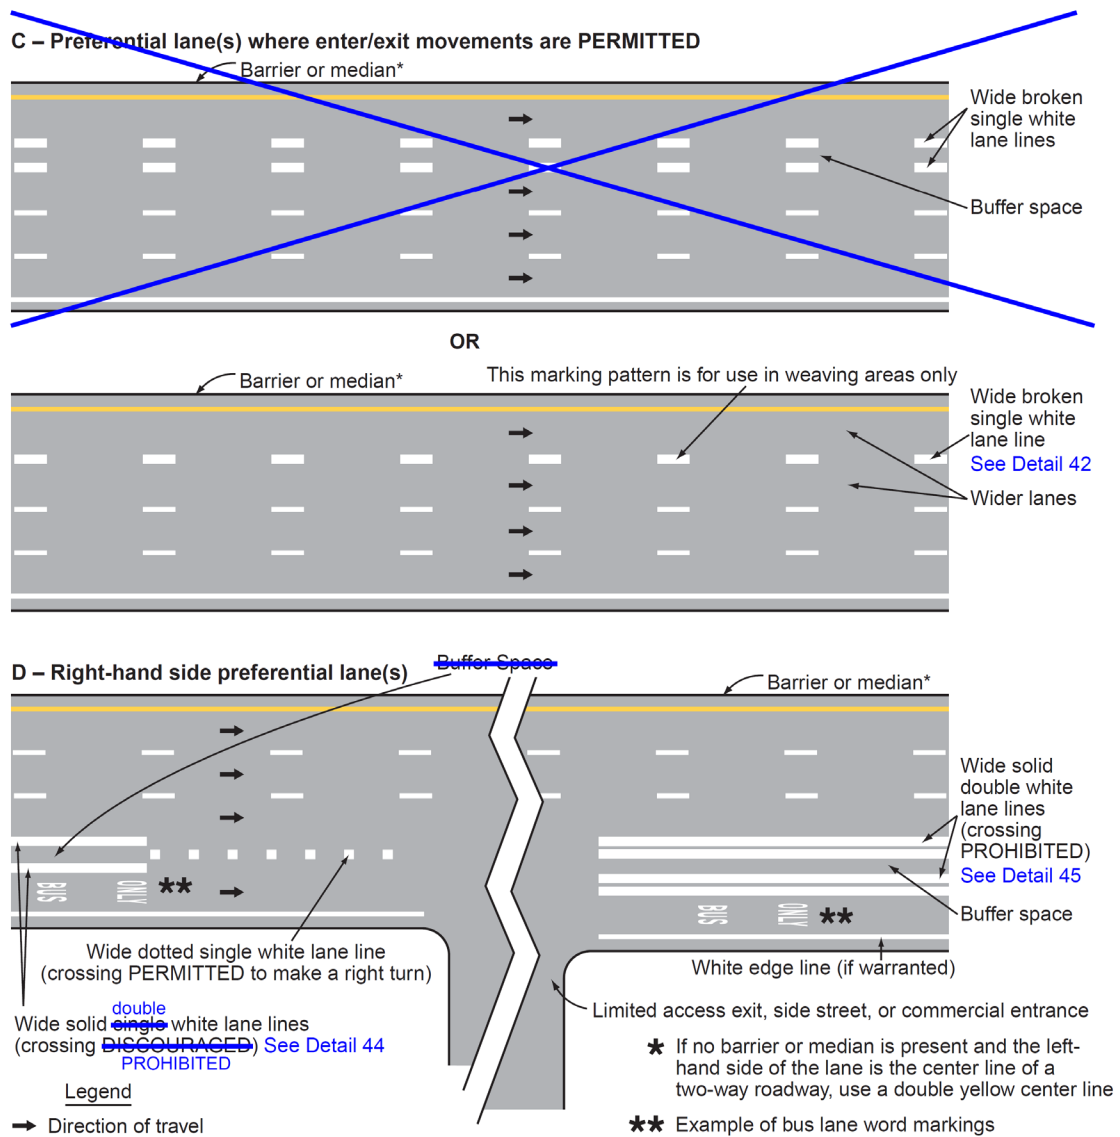 C – Preferential lane(s) where enter/exit movements are PERMITTED
Barrier or median*
Wide broken
single white
lane lines
Buffer space
OR
Barrier or median*
This marking pattern is for use in weaving areas only
Wide broken
single white
lane line
See Detail 42
Wider lanes
D – Right-hand side preferential lane(s)
Buffer Space
Barrier or median*
Wide solid
double white
lane lines
(crossing
PROHIBITED)
See Detail 45
Buffer space
BUS
ONLY
**
BUS
ONLY
**
Wide dotted single white lane line
(crossing PERMITTED to make a right turn)
White edge line (if warranted)
double
Wide solid single white lane lines
(crossing DISCOURAGED) See Detail 44
PROHIBITED
Limited access exit, side street, or commercial entrance
* If no barrier or median is present and the left-
hand side of the lane is the center line of a
two-way roadway, use a double yellow center line
Legend
Direction of travel
** Example of bus lane word markings